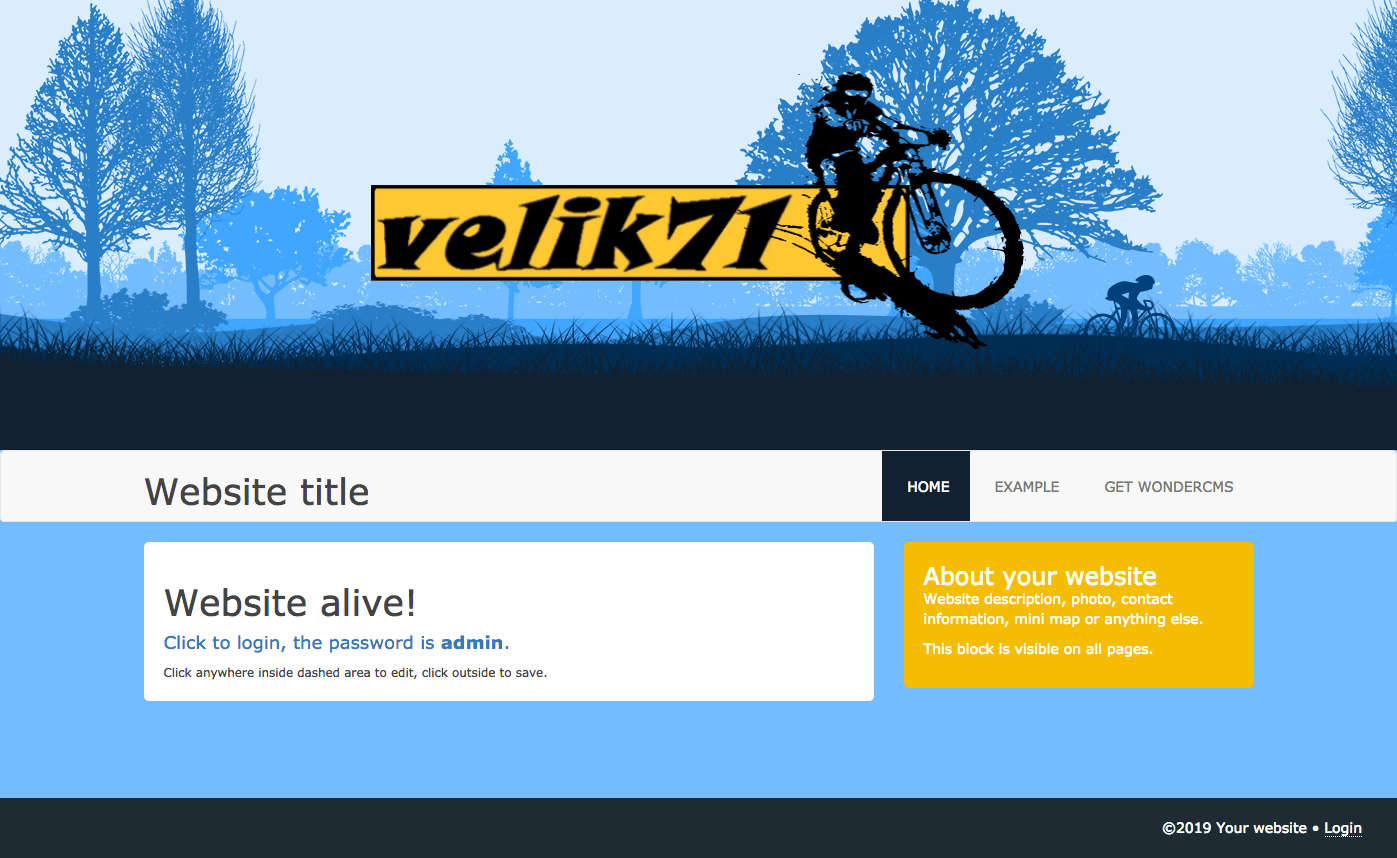 velik71
Website title
HOME
EXAMPLE
GET WONDERCMS
Website alive!
Click to login, the password is admin.
Click anywhere inside dashed area to edit, click outside to save.
About your website
Website description, photo, contact
information, mini map or anything else.
This block is visible on all pages.
©2019 Your website • Login